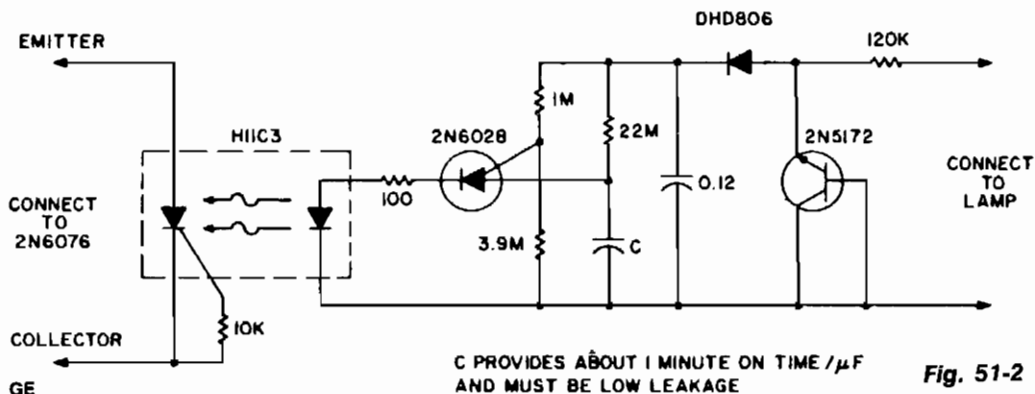 DHD806
EMITTER
120K
1M
H11C3
2N6028
22M
2N5172
CONNECT
TO
2N6076
100
0.12
CONNECT
TO
LAMP
3.9M
C
10K
COLLECTOR
GE
C PROVIDES ABOUT 1 MINUTE ON TIME/µF
AND MUST BE LOW LEAKAGE
Fig. 51-2